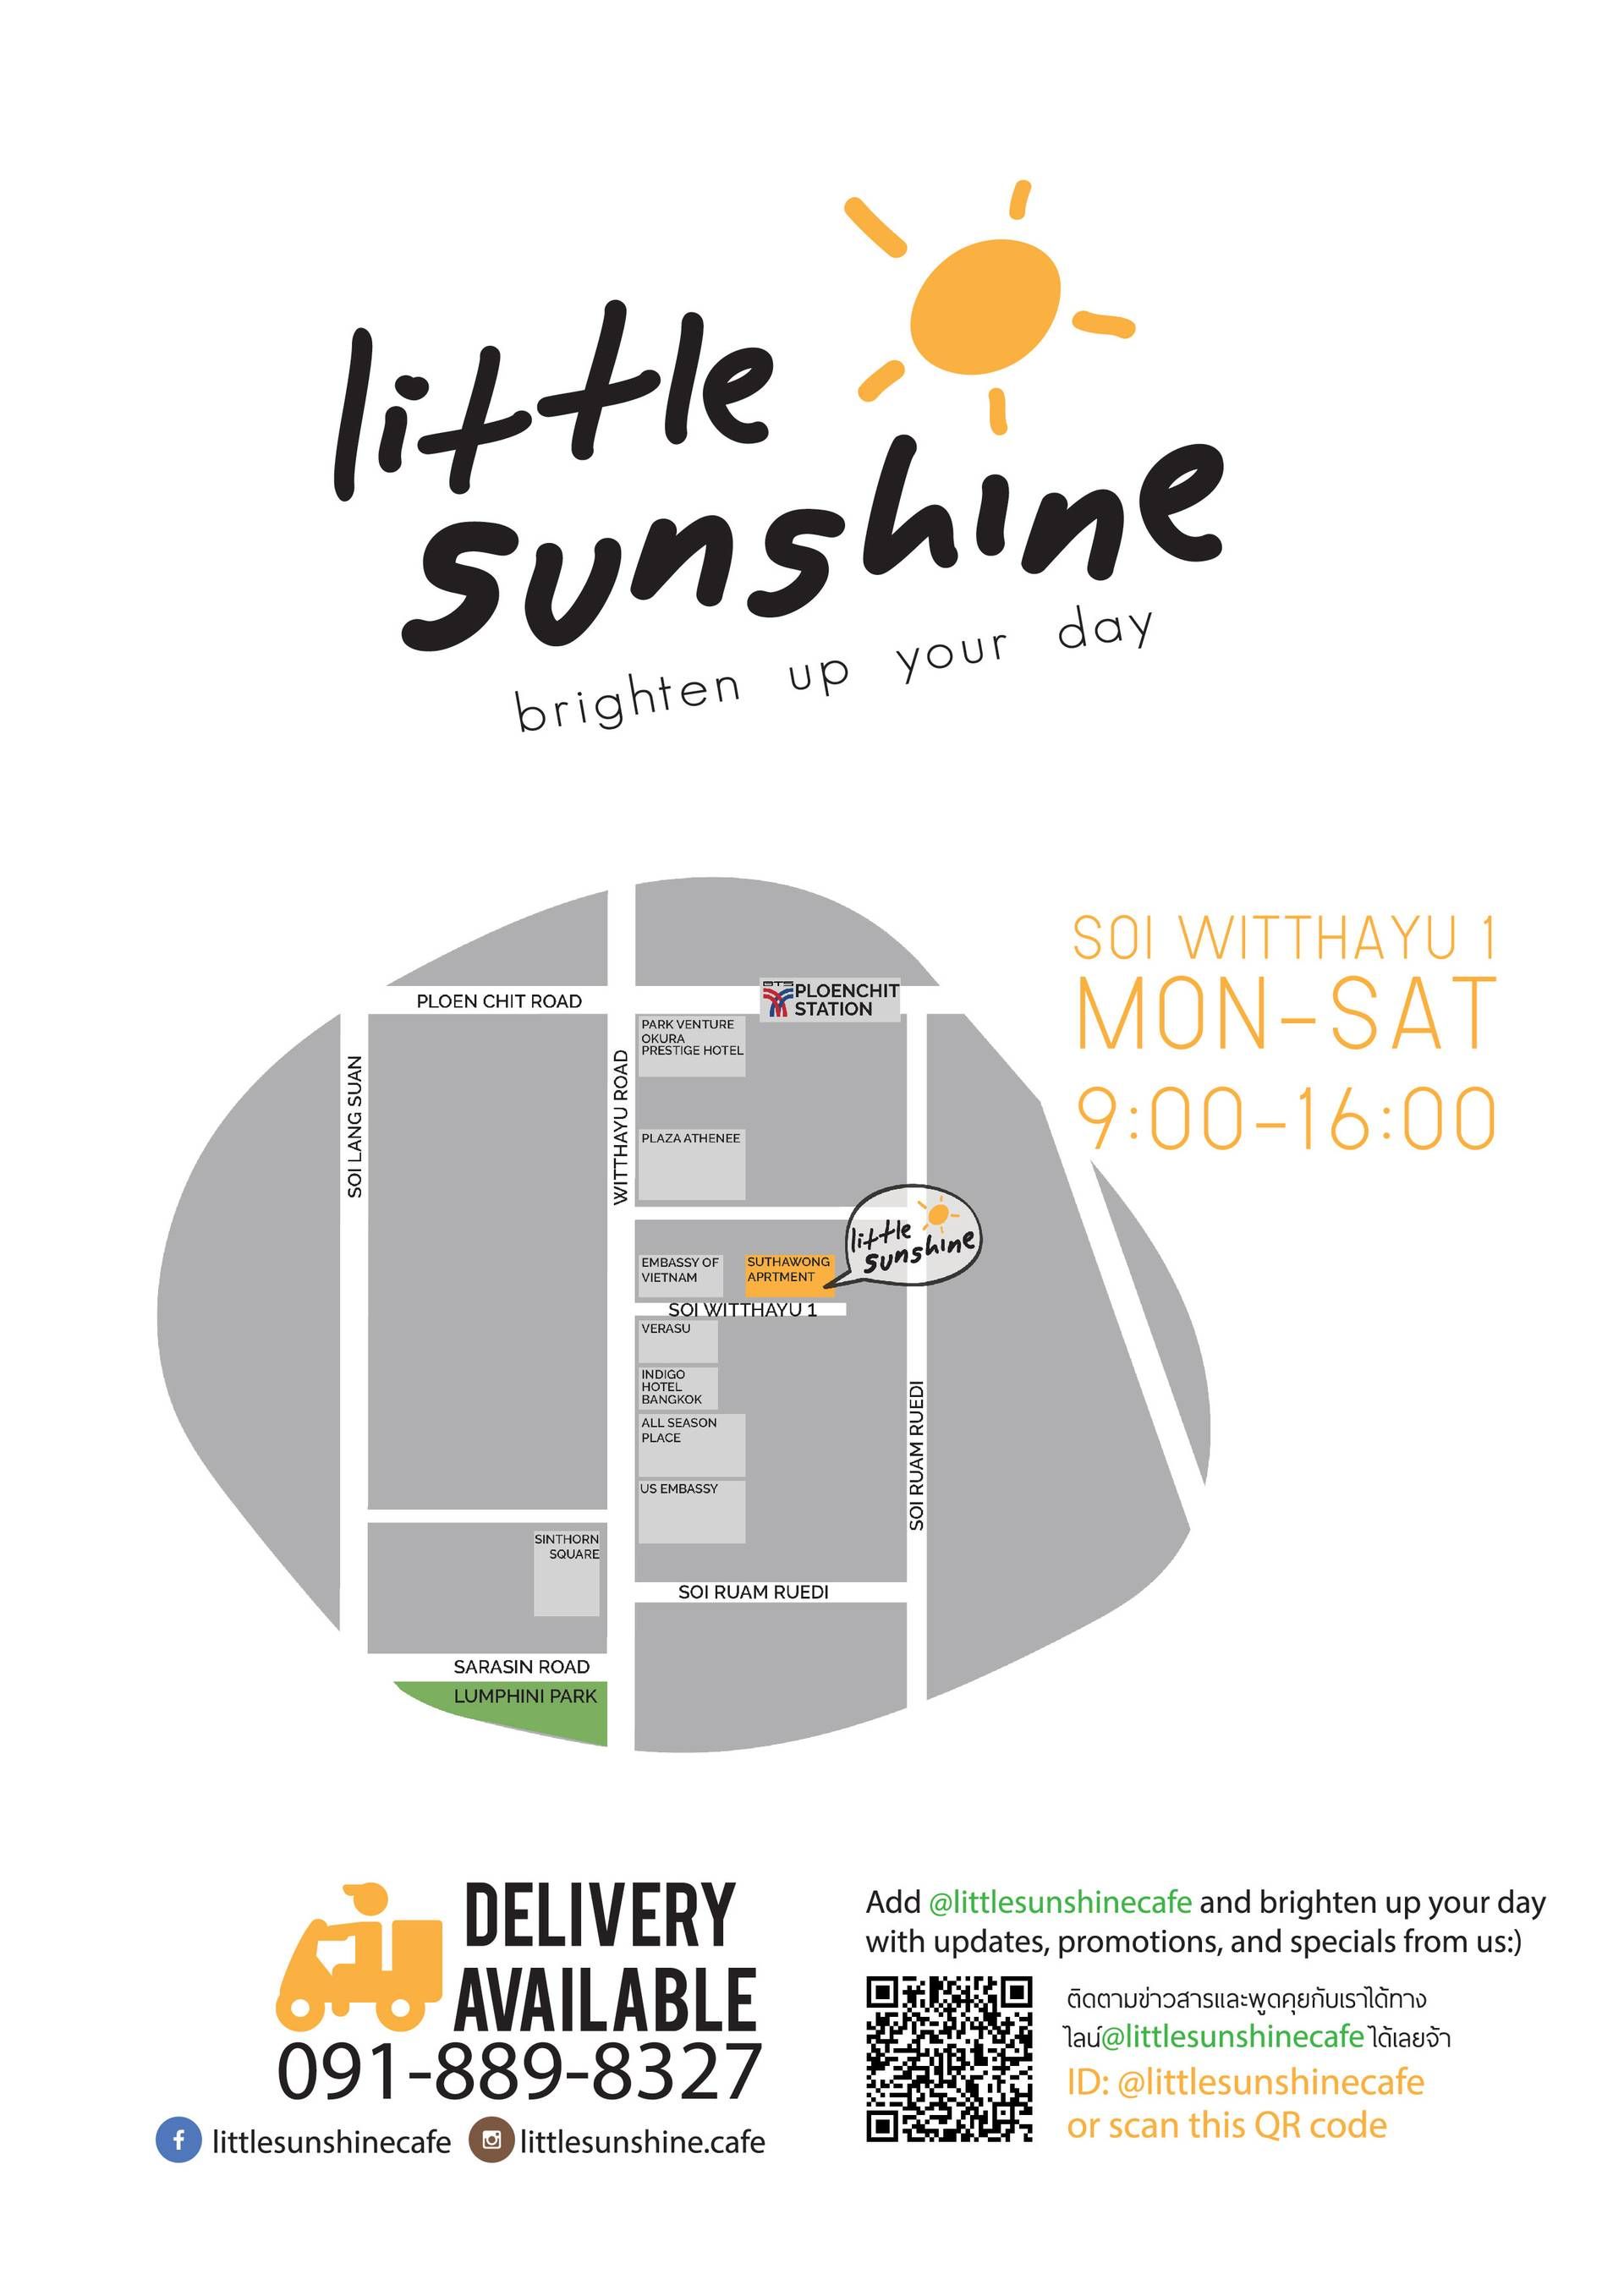 little
sunshine
brighten up your day
SOI WITTHAYU 1
MON-SAT
9:00-16:00
PLOEN CHIT ROAD
BTS
PLOENCHIT
STATION
PARK VENTURE
OKURA
PRESTIGE HOTEL
SOI LANG SUAN
WITTHAYU ROAD
PLAZA ATHENEE
little
sunshine
EMBASSY OF
VIETNAM
SUTHAWONG
APRTMENT
SOI WITTHAYU 1
VERASU
INDIGO
HOTEL
BANGKOK
ALL SEASON
PLACE
US EMBASSY
SOI RUAM RUEDI
SINTHORN
SQUARE
SOI RUAM RUEDI
SARASIN ROAD
LUMPHINI PARK
DELIVERY
AVAILABLE
091-889-8327
littlesunshinecafe
littlesunshine.cafe
Add @littlesunshinecafe and brighten up your day
with updates, promotions, and specials from us:)
ติดตามข่าวสารและพูดคุยกับเราได้ทาง
ไลน์@littlesunshinecafe ได้เลยจ้า
ID: @littlesunshinecafe
or scan this QR code